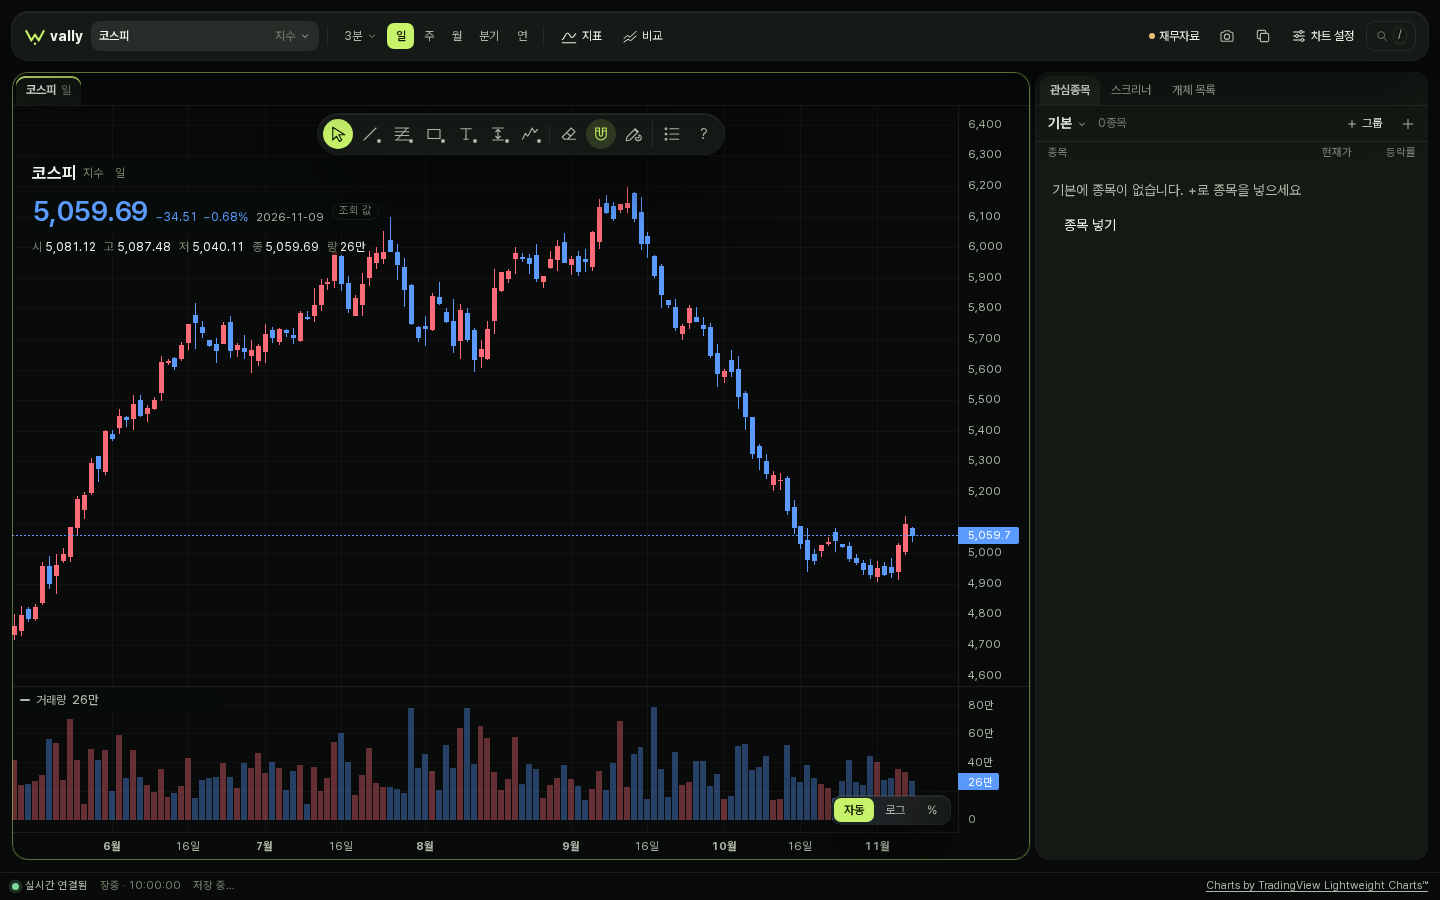 vally 코스피 지수 3분 일 주 월 분기 연 지표 비교 재무자료 차트 설정 /
코스피 일
관심종목 스크리너 개체 목록
기본 0종목 + 그룹 +
종목 현재가 등락률
기본에 종목이 없습니다. +로 종목을 넣으세요
종목 넣기
T ?
코스피 지수 일
5,059.69 −34.51 −0.68% 2026-11-09 조회 값
시 5,081.12 고 5,087.48 저 5,040.11 종 5,059.69 량 26만
6,400
6,300
6,200
6,100
6,000
5,900
5,800
5,700
5,600
5,500
5,400
5,300
5,200
5,059.7
5,000
4,900
4,800
4,700
4,600
거래량 26만
80만
60만
40만
26만
0
자동 로그 %
6월 16일 7월 16일 8월 9월 16일 10월 16일 11월
실시간 연결됨 장중 · 10:00:00 저장 중...
Charts by TradingView Lightweight Charts™